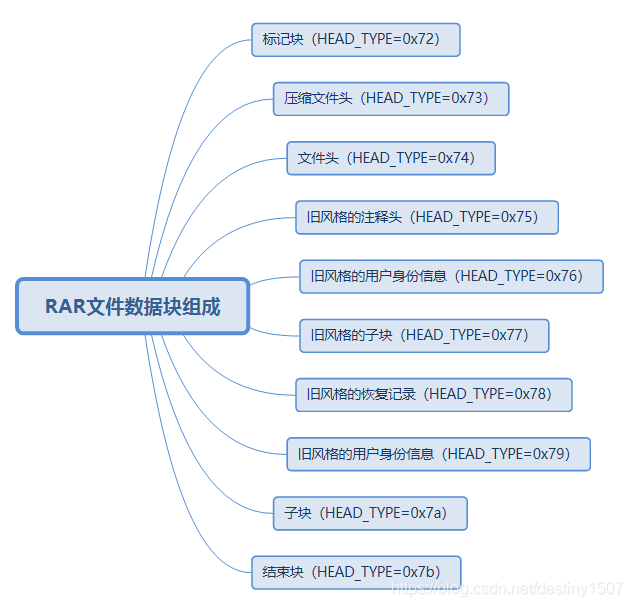 标记块（HEAD_TYPE=0x72）
压缩文件头（HEAD_TYPE=0x73）
文件头（HEAD_TYPE=0x74）
旧风格的注释头（HEAD_TYPE=0x75）
旧风格的用户身份信息（HEAD_TYPE=0x76）
RAR文件数据块组成
旧风格的子块（HEAD_TYPE=0x77）
旧风格的恢复记录（HEAD_TYPE=0x78）
旧风格的用户身份信息（HEAD_TYPE=0x79）
子块（HEAD_TYPE=0x7a）
结束块（HEAD_TYPE=0x7b）
https://blog.csdn.net/destiny1507